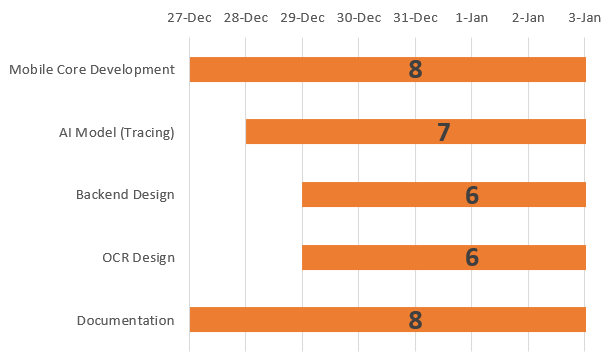 27-Dec 28-Dec 29-Dec 30-Dec 31-Dec 1-Jan 2-Jan 3-Jan
Mobile Core Development 8
AI Model (Tracing) 7
Backend Design 6
OCR Design 6
Documentation 8